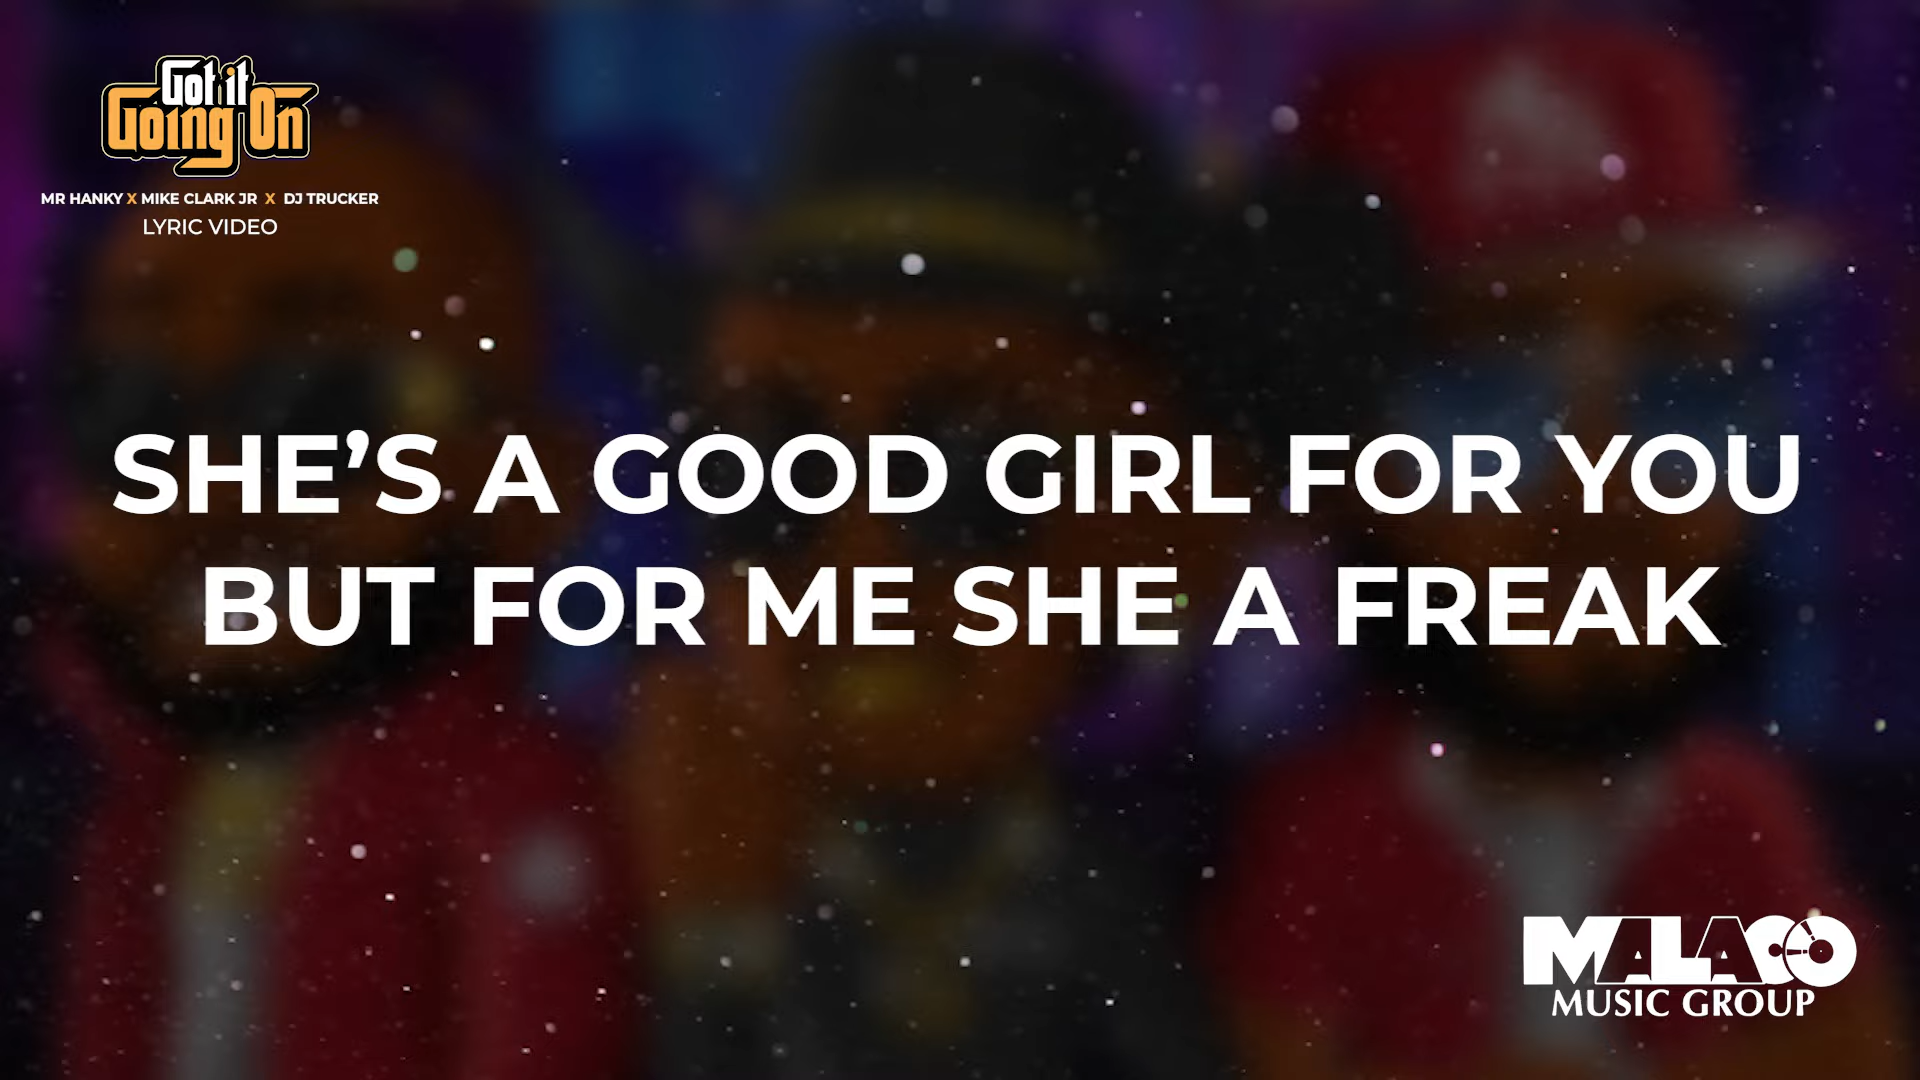 Got it
Going On
MR HANKY X MIKE CLARK JR X DJ TRUCKER
LYRIC VIDEO
SHE’S A GOOD GIRL FOR YOU
BUT FOR ME SHE A FREAK
MALACO
MUSIC GROUP